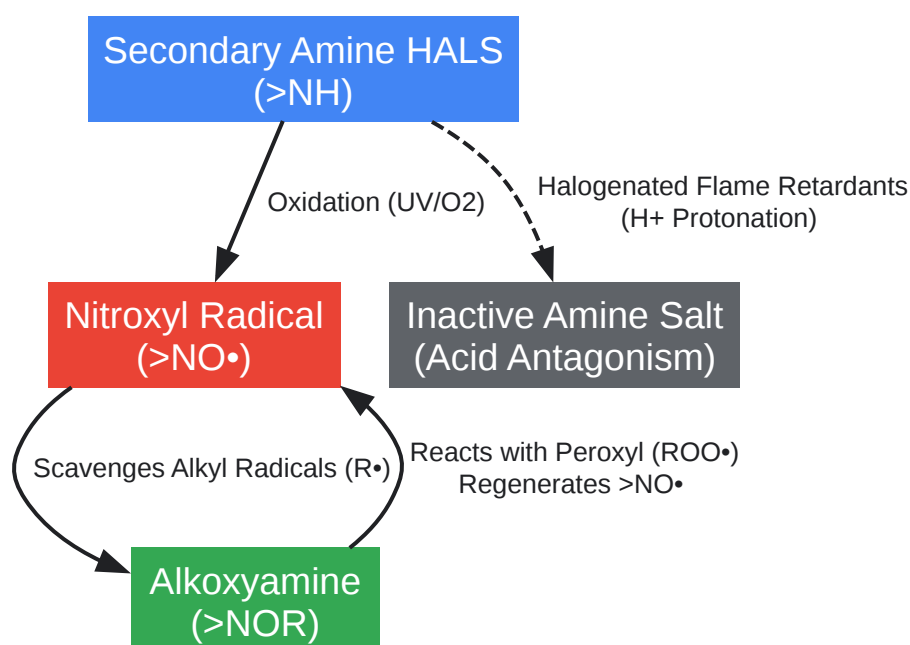 Secondary Amine HALS
(>NH)
Oxidation (UV/O2)
Halogenated Flame Retardants
(H+ Protonation)
Nitroxyl Radical
(>NO•)
Inactive Amine Salt
(Acid Antagonism)
Scavenges Alkyl Radicals (R•)
Reacts with Peroxyl (ROO•)
Regenerates >NO•
Alkoxyamine
(>NOR)